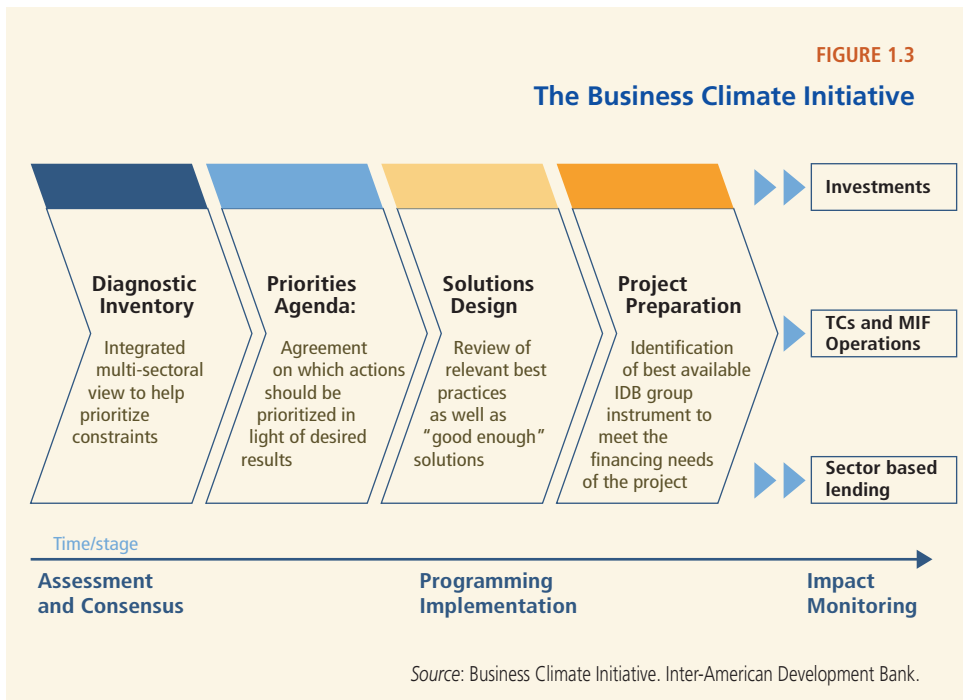 FIGURE 1.3
The Business Climate Initiative
Diagnostic
Inventory
Integrated
multi-sectoral
view to help
prioritize
constraints
Priorities
Agenda:
Agreement
on which actions
should be
prioritized in
light of desired
results
Solutions
Design
Review of
relevant best
practices
as well as
“good enough”
solutions
Project
Preparation
Identification
of best available
IDB group
instrument to
meet the
financing needs
of the project
Investments
TCs and MIF
Operations
Sector based
lending
Time/stage
Assessment
and Consensus
Programming
Implementation
Impact
Monitoring
Source: Business Climate Initiative. Inter-American Development Bank.